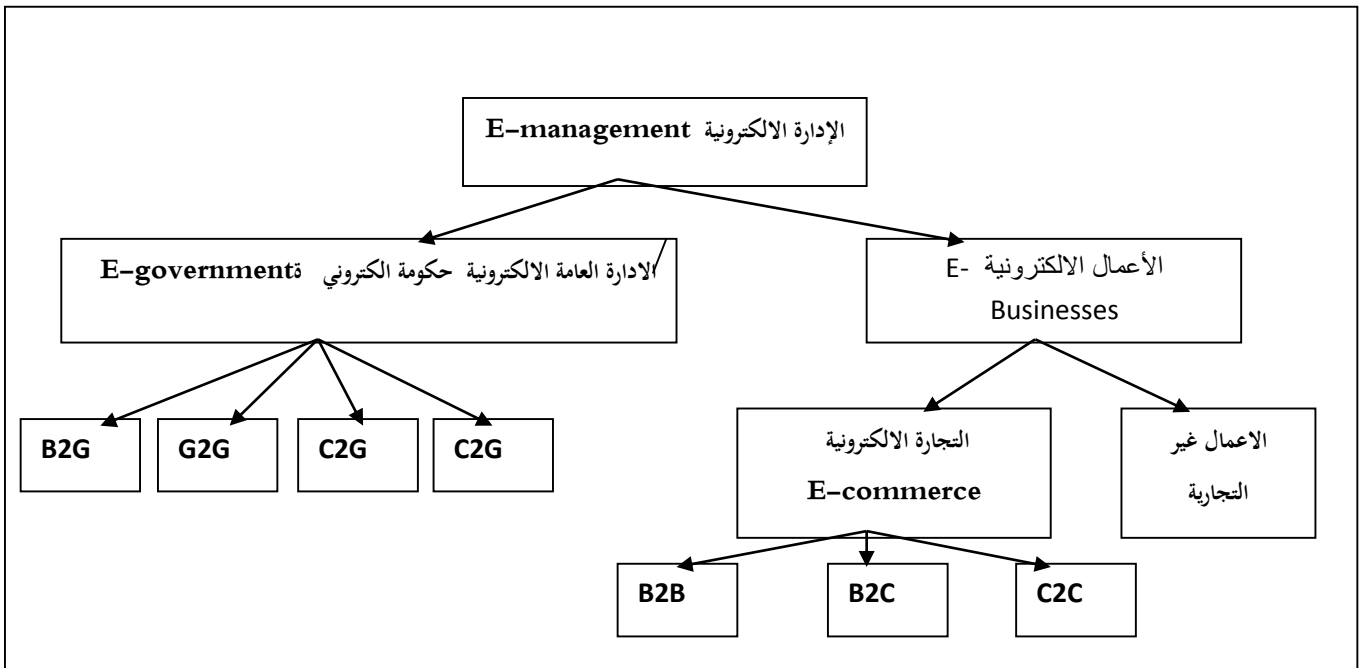 الإدارة الالكترونية E-management
الادارة العامة الالكترونية حكومة الكتروني ةE-government
الأعمال الالكترونية E-
Businesses
B2G
G2G
C2G
C2G
التجارة الالكترونية
E-commerce
الاعمال غير
التجارية
B2B
B2C
C2C